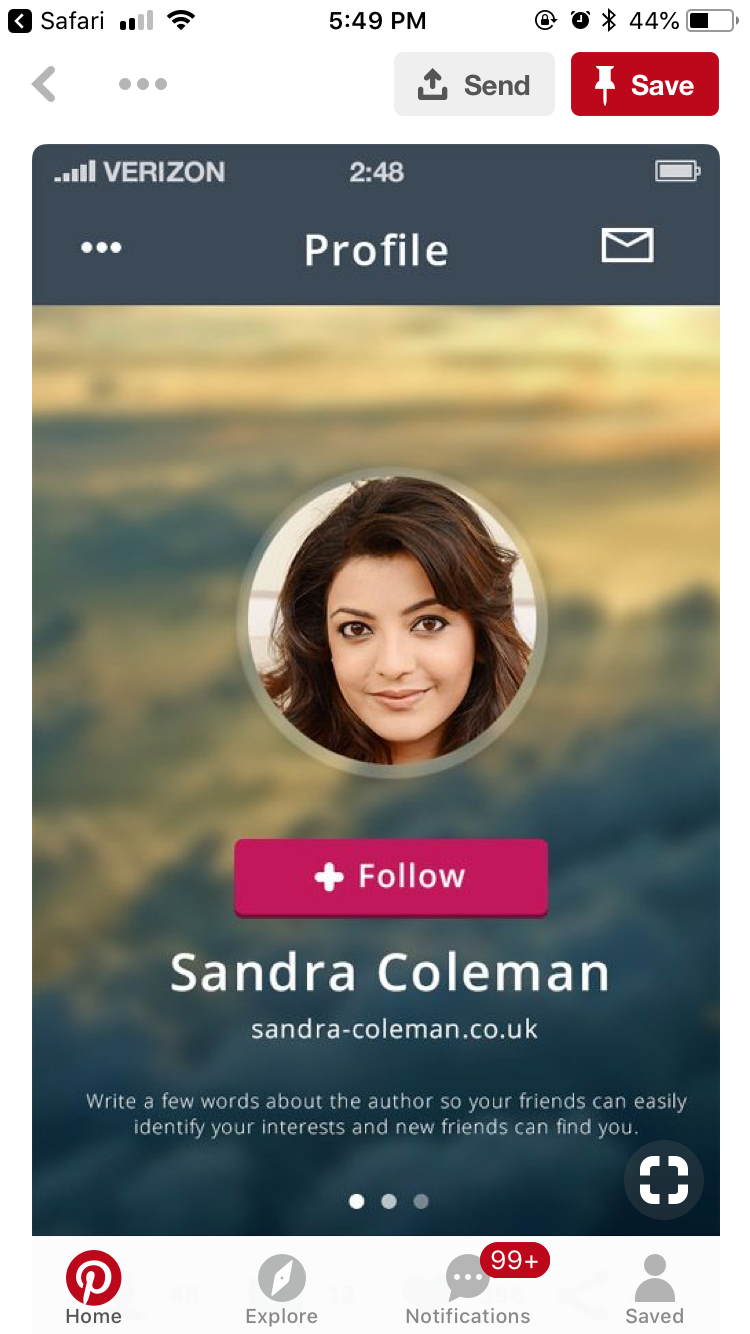 Safari 5:49 PM 44%
Send Save
VERIZON 2:48
Profile
Follow
Sandra Coleman
sandra-coleman.co.uk
Write a few words about the author so your friends can easily
identify your interests and new friends can find you.
99+
Home Explore Notifications Saved